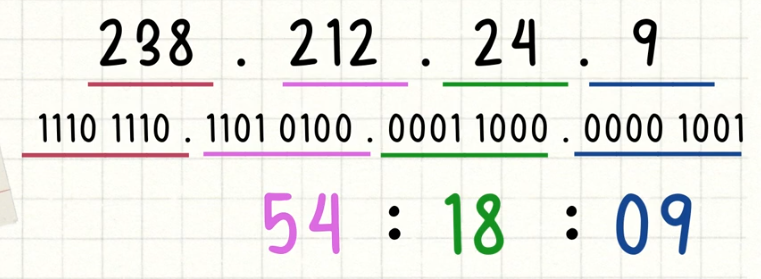 238 . 212 . 24 . 9
1110 1110 . 1101 0100 . 0001 1000 . 0000 1001
54 : 18 : 09